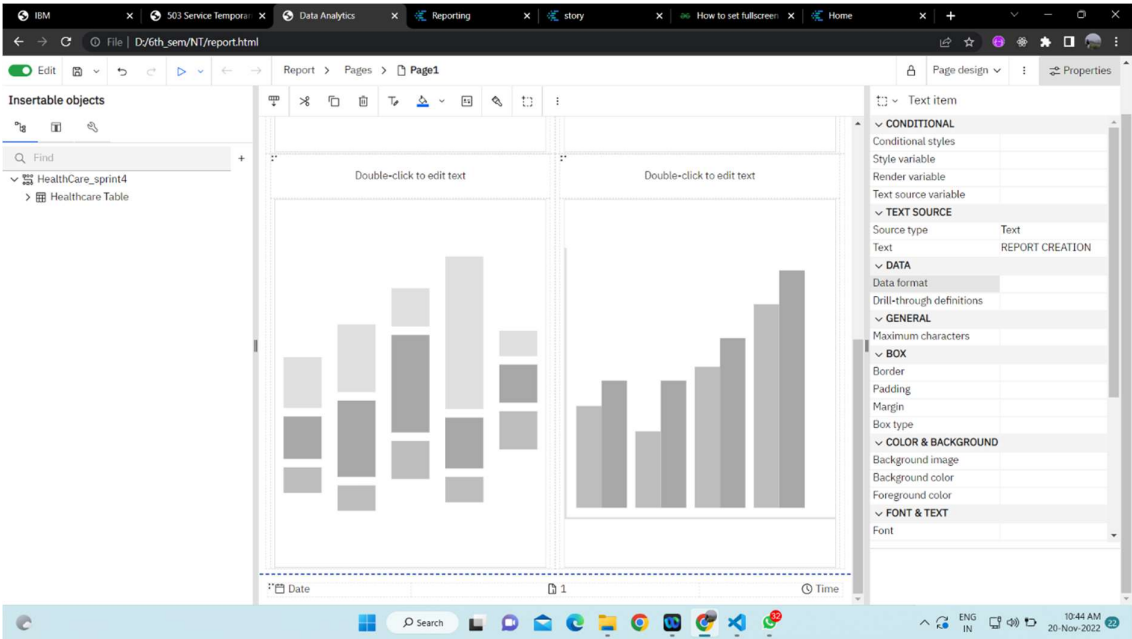 IBM
503 Service Temporar
Data Analytics
Reporting
story
How to set fullscreen
Home
File | D:/6th_sem/NT/report.html
Edit
Report > Pages > Page1
Page design
Properties
Insertable objects
Text item
Find
HealthCare_sprint4
Healthcare Table
Double-click to edit text
Double-click to edit text
CONDITIONAL
Conditional styles
Style variable
Render variable
Text source variable
TEXT SOURCE
Source type Text
Text REPORT CREATION
DATA
Data format
Drill-through definitions
GENERAL
Maximum characters
BOX
Border
Padding
Margin
Box type
COLOR & BACKGROUND
Background image
Background color
Foreground color
FONT & TEXT
Font
Date
1
Time
Search
32
ENG
IN
10:44 AM
20-Nov-2022
22